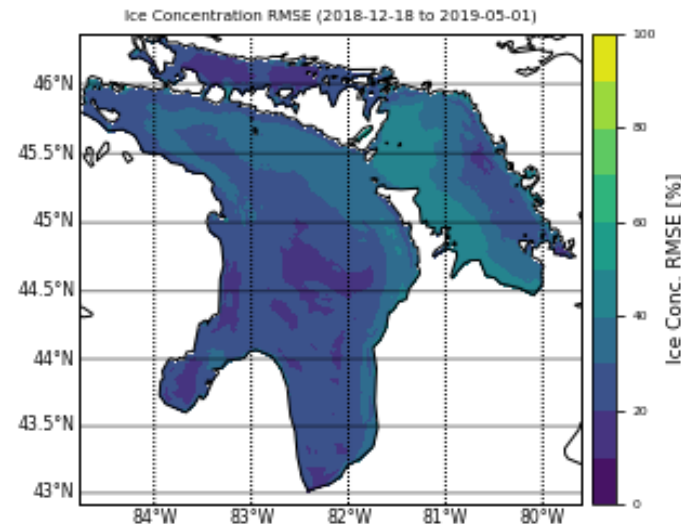 Ice Concentration RMSE (2018-12-18 to 2019-05-01)
46°N
45.5°N
45°N
44.5°N
44°N
43.5°N
43°N
84°W 83°W 82°W 81°W 80°W
100
80
60
40
20
0
Ice Conc. RMSE [%]